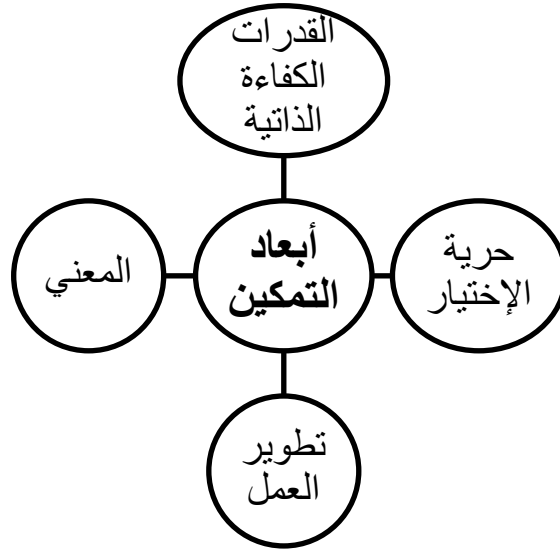 القدرات
الكفاءة
الذاتية
أبعاد
التمكين
حرية
الإختيار
المعني
تطوير
العمل